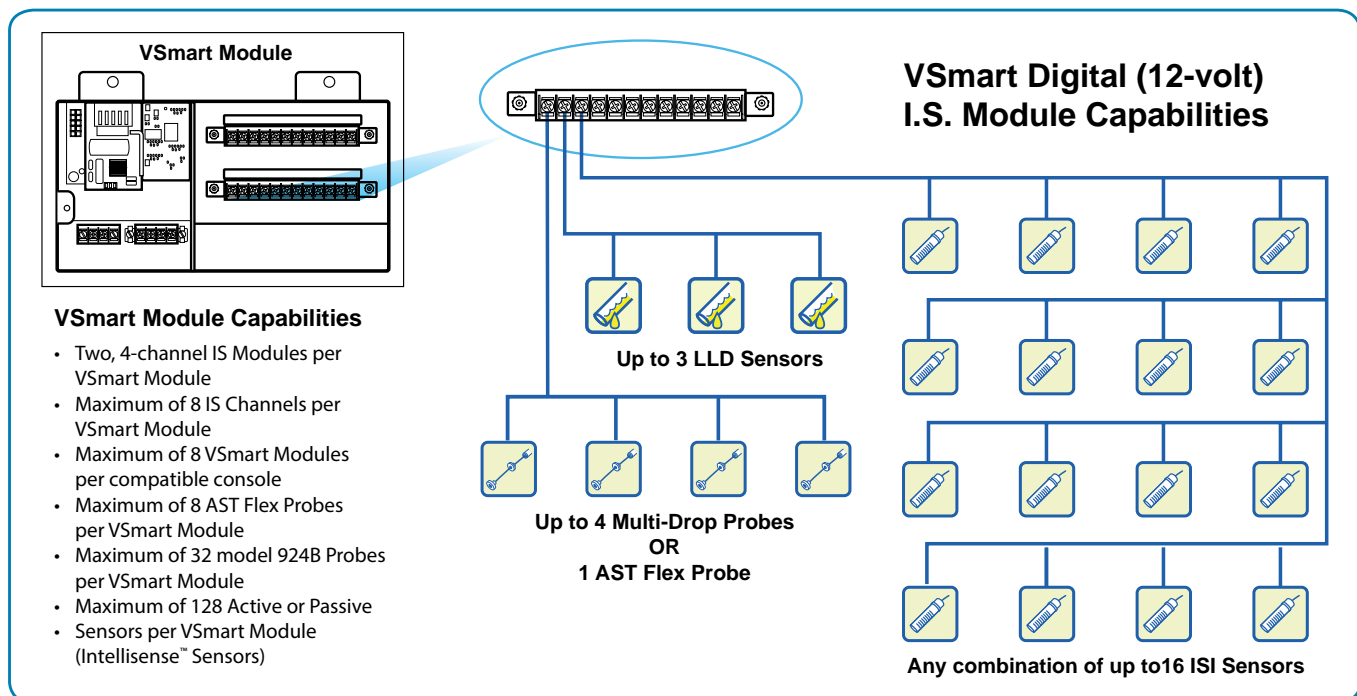 VSmart Module
VSmart Digital (12-volt)
I.S. Module Capabilities
VSmart Module Capabilities
• Two, 4-channel IS Modules per
VSmart Module
• Maximum of 8 IS Channels per
VSmart Module
• Maximum of 8 VSmart Modules
per compatible console
• Maximum of 8 AST Flex Probes
per VSmart Module
• Maximum of 32 model 924B Probes
per VSmart Module
• Maximum of 128 Active or Passive
• Sensors per VSmart Module
(Intellisense™ Sensors)
Up to 3 LLD Sensors
Up to 4 Multi-Drop Probes
OR
1 AST Flex Probe
Any combination of up to16 ISI Sensors